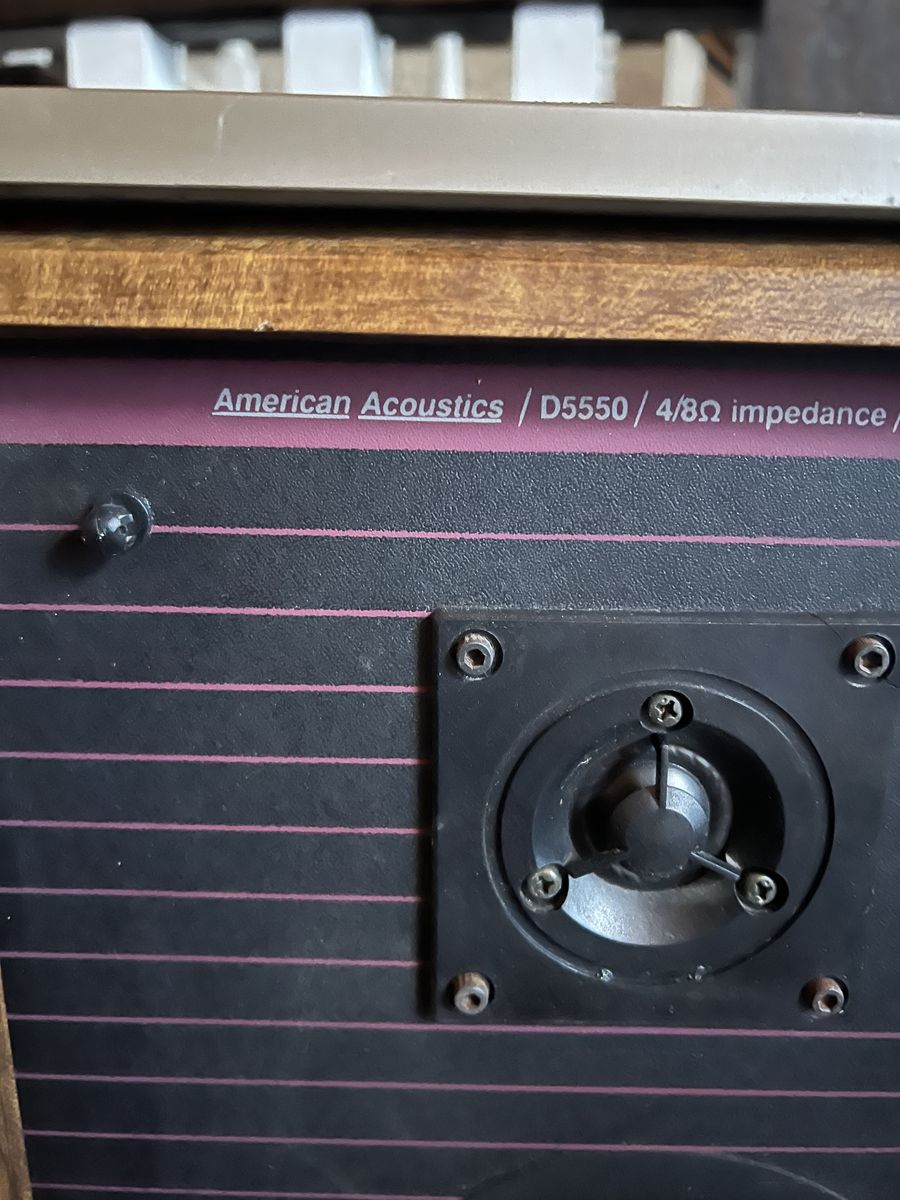 American Acoustics / D5550 / 4/8Ω impedance /